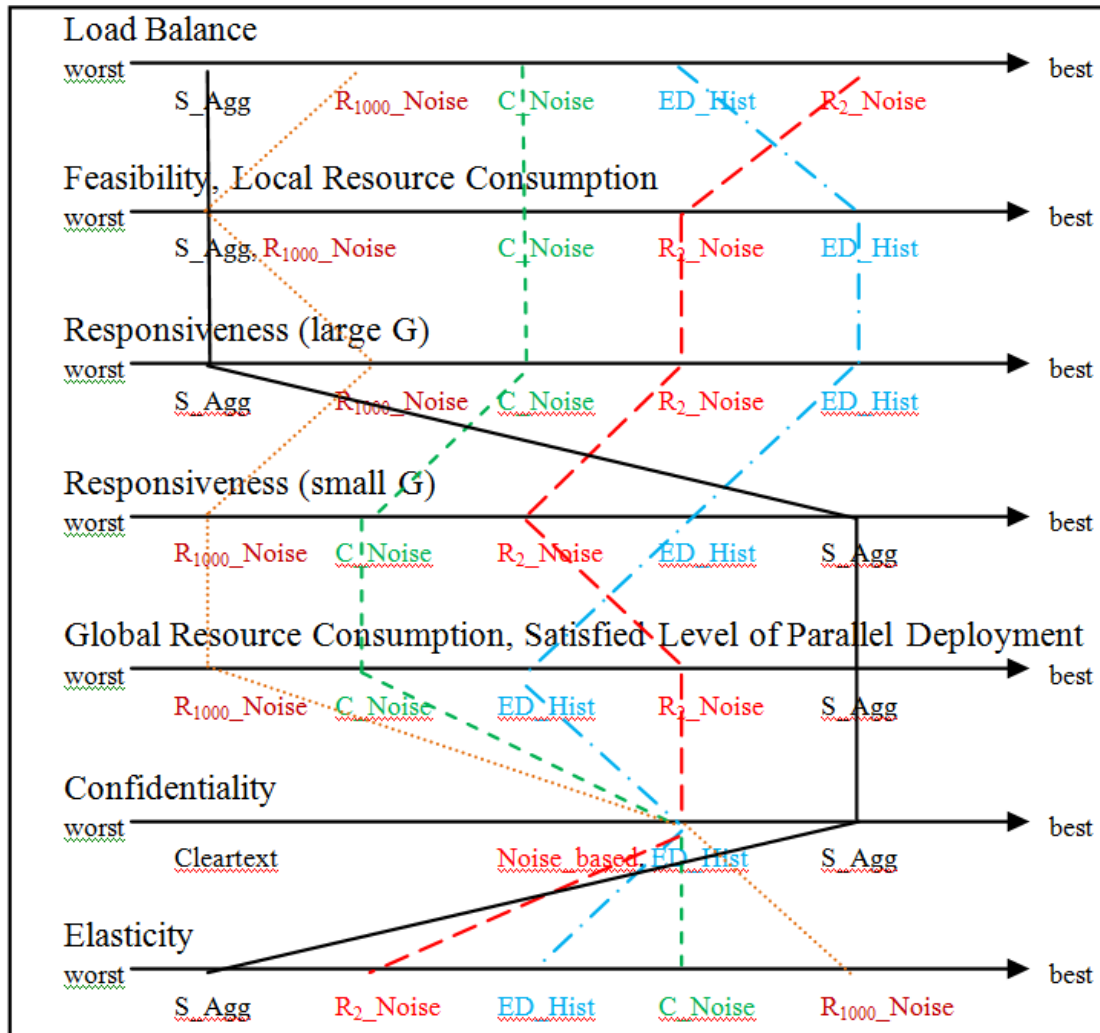 Load Balance
worst best
S_Agg R1000_Noise C_Noise ED_Hist R2_Noise
Feasibility, Local Resource Consumption
worst best
S_Agg, R1000_Noise C_Noise R2_Noise ED_Hist
Responsiveness (large G)
worst best
S_Agg R1000_Noise C_Noise R2_Noise ED_Hist
Responsiveness (small G)
worst best
R1000_Noise C_Noise R2_Noise ED_Hist S_Agg
Global Resource Consumption, Satisfied Level of Parallel Deployment
worst best
R1000_Noise C_Noise ED_Hist R2_Noise S_Agg
Confidentiality
worst best
Cleartext Noise_based, ED_Hist S_Agg
Elasticity
worst best
S_Agg R2_Noise ED_Hist C_Noise R1000_Noise